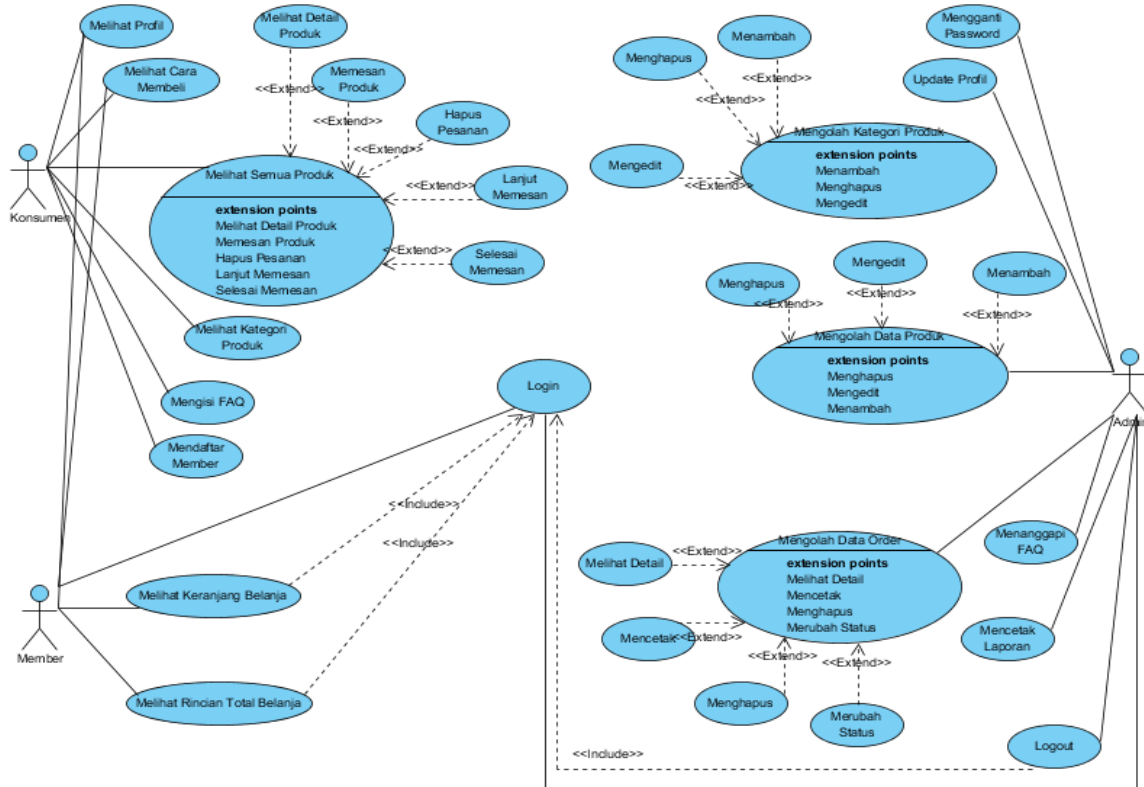 Melihat Profil
Melihat Detail
Produk
<<Extend>>
Memesan
Produk
<<Extend>>
Melihat Cara
Membeli
Hapus
Pesanan
<<Extend>>
Konsumen
Melihat Semua Produk
extension points
Melihat Detail Produk
Memesan Produk
Hapus Pesanan
Lanjut Memesan
Selesai Memesan
<<Extend>>
Lanjut
Memesan
<<Extend>>
Selesai
Memesan
Melihat Kategori
Produk
Mengisi FAQ
Mendaftar
Member
Login
<<Include>>
<<Include>>
Melihat Keranjang Belanja
Member
Melihat Rincian Total Belanja
Menghapus
Menambah
<<Extend>>
<<Extend>>
Mengganti
Password
Update Profil
Mengedit
<<Extend>>
Mengolah Kategori Produk
extension points
Menambah
Menghapus
Mengedit
Menghapus
<<Extend>>
Mengedit
<<Extend>>
Menambah
<<Extend>>
Mengolah Data Produk
extension points
Menghapus
Mengedit
Menambah
Admin
Melihat Detail
<<Extend>>
Mengolah Data Order
extension points
Melihat Detail
Mencetak
Menghapus
Merubah Status
Mencetak
<<Extend>>
<<Extend>>
<<Extend>>
Menghapus
Merubah
Status
Menanggapi
FAQ
Mencetak
Laporan
Logout
<<Include>>